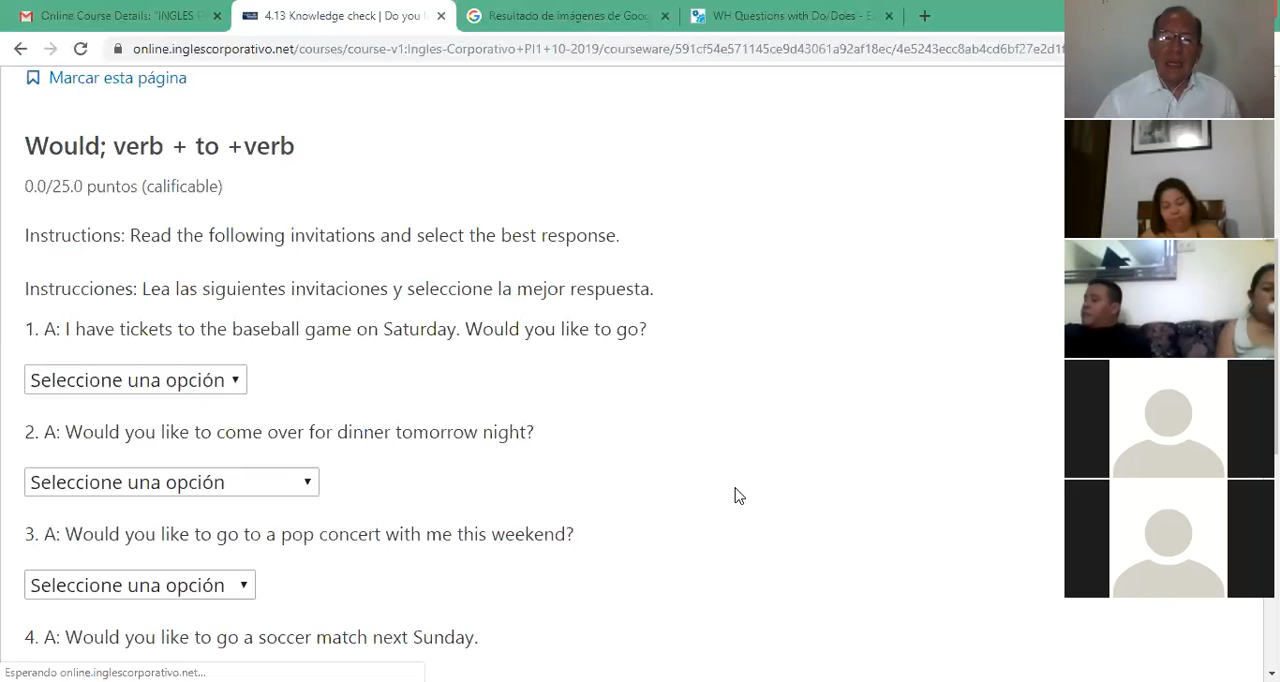 Online Course Details: "INGLES P
4.13 Knowledge check | Do you l
Resultado de imágenes de Goog
WH Questions with Do/Does - E
online.inglescorporativo.net/courses/course-v1:Ingles-Corporativo+PI1+10-2019/courseware/591cf54e571145ce9d43061a92af18ec/4e5243ecc8ab4cd6bf27e2d1f
Marcar esta página
Would; verb + to +verb
0.0/25.0 puntos (calificable)
Instructions: Read the following invitations and select the best response.
Instrucciones: Lea las siguientes invitaciones y seleccione la mejor respuesta.
1. A: I have tickets to the baseball game on Saturday. Would you like to go?
Seleccione una opción
2. A: Would you like to come over for dinner tomorrow night?
Seleccione una opción
3. A: Would you like to go to a pop concert with me this weekend?
Seleccione una opción
4. A: Would you like to go a soccer match next Sunday.
Esperando online.inglescorporativo.net...